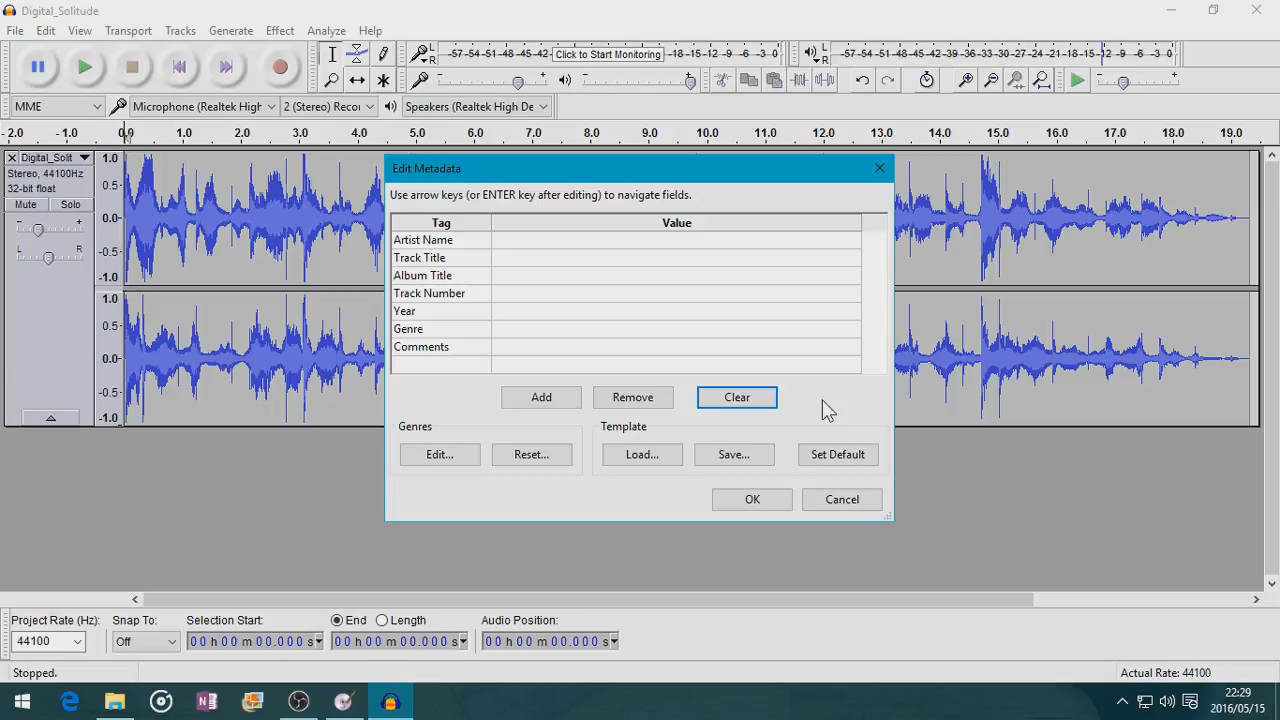 Digital_Solitude
File Edit View Transport Tracks Generate Effect Analyze Help
L R -57 -54 -51 -48 -45 -42 Click to Start Monitoring -18 -15 -12 -9 -6 -3 0 L R -57 -54 -51 -48 -45 -42 -39 -36 -33 -30 -27 -24 -21 -18 -15 -12 -9 -6 -3 0
MME Microphone (Realtek High 2 (Stereo) Recor Speakers (Realtek High De
- 2.0 - 1.0 0.0 1.0 2.0 3.0 4.0 5.0 6.0 7.0 8.0 9.0 10.0 11.0 12.0 13.0 14.0 15.0 16.0 17.0 18.0 19.0
Digital_Solit 1.0
Stereo, 44100Hz
32-bit float
0.5
Mute Solo
- + 0.0
L R
-0.5
-1.0
1.0
0.5
0.0
-0.5
-1.0
Edit Metadata
Use arrow keys (or ENTER key after editing) to navigate fields.
Tag Value
Artist Name
Track Title
Album Title
Track Number
Year
Genre
Comments
Add Remove Clear
Genres Template
Edit... Reset... Load... Save... Set Default
OK Cancel
Project Rate (Hz): Snap To: Selection Start: End Length Audio Position:
44100 Off 00 h 00 m 00.000 s 00 h 00 m 00.000 s 00 h 00 m 00.000 s
Stopped. Actual Rate: 44100
22:29
2016/05/15